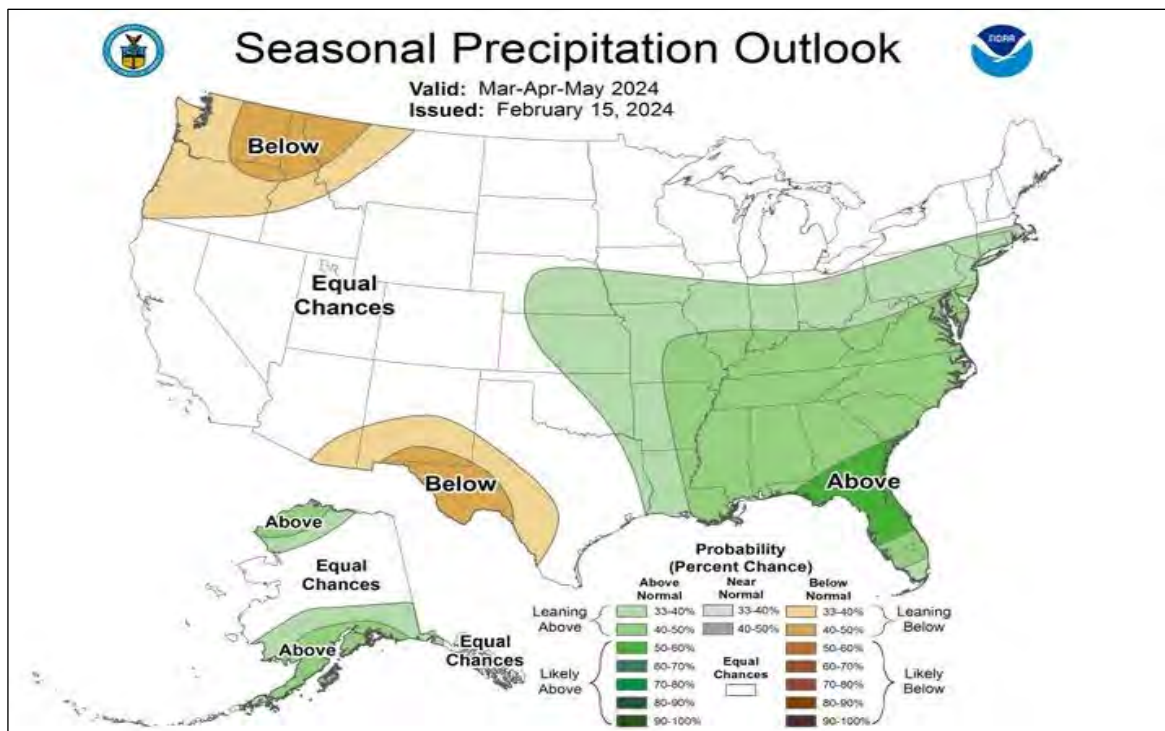 Seasonal Precipitation Outlook
Valid: Mar-Apr-May 2024
Issued: February 15, 2024
NOAA
Below
Equal
Chances
Below
Above
Above
Equal
Chances
Above
Equal
Chances
Probability
(Percent Chance)
Above
Normal
Near
Normal
Below
Normal
Leaning
Above
33-40%
33-40%
33-40%
Leaning
Below
40-50%
40-50%
40-50%
Likely
Above
50-60%
60-70%
70-80%
80-90%
90-100%
Equal
Chances
50-60%
60-70%
70-80%
80-90%
90-100%
Likely
Below